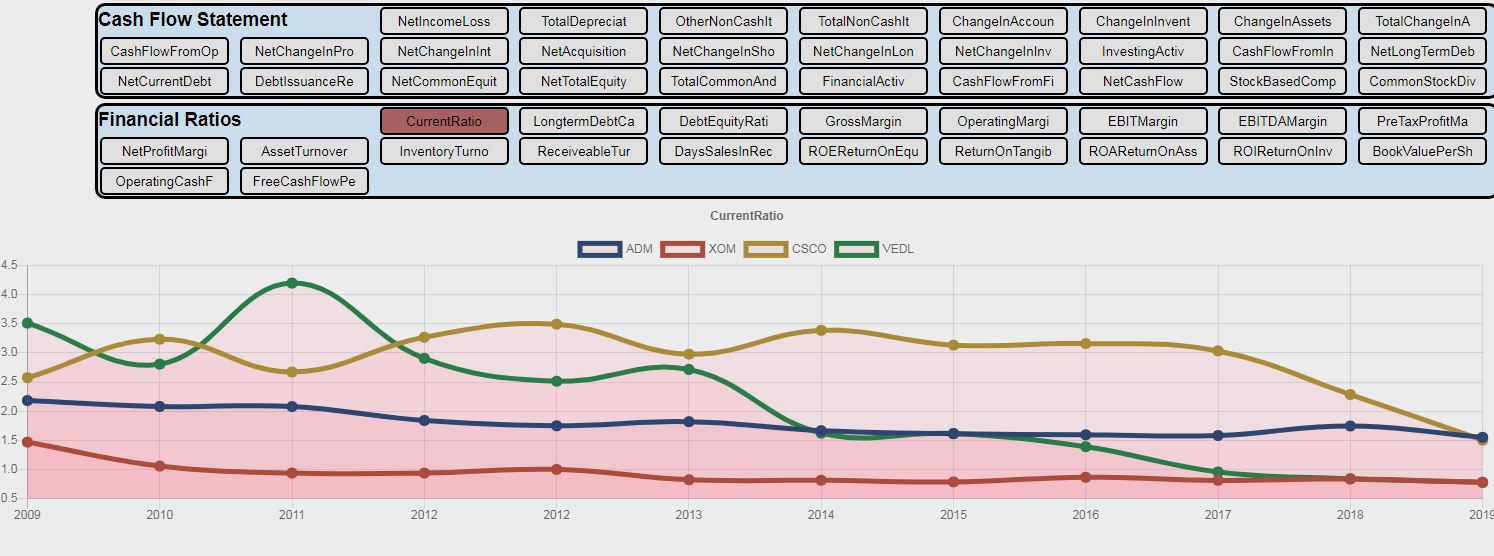 Cash Flow Statement NetIncomeLoss TotalDepreciat OtherNonCashIt TotalNonCashIt ChangeInAccoun ChangeInInvent ChangeInAssets TotalChangeInA
CashFlowFromOp NetChangeInPro NetChangeInInt NetAcquisition NetChangeInSho NetChangeInLon NetChangeInInv InvestingActiv CashFlowFromIn NetLongTermDeb
NetCurrentDebt DebtIssuanceRe NetCommonEquit NetTotalEquity TotalCommonAnd FinancialActiv CashFlowFromFi NetCashFlow StockBasedComp CommonStockDiv
Financial Ratios CurrentRatio LongtermDebtCa DebtEquityRati GrossMargin OperatingMargi EBITMargin EBITDAMargin PreTaxProfitMa
NetProfitMargi AssetTurnover InventoryTurno ReceiveableTur DaysSalesInRec ROEReturnOnEqu ReturnOnTangib ROAReturnOnAss ROIReturnOnInv BookValuePerSh
OperatingCashF FreeCashFlowPe
CurrentRatio
ADM XOM CSCO VEDL
4.5
4.0
3.5
3.0
2.5
2.0
1.5
1.0
0.5
2009 2010 2011 2012 2012 2013 2014 2015 2016 2017 2018 2019